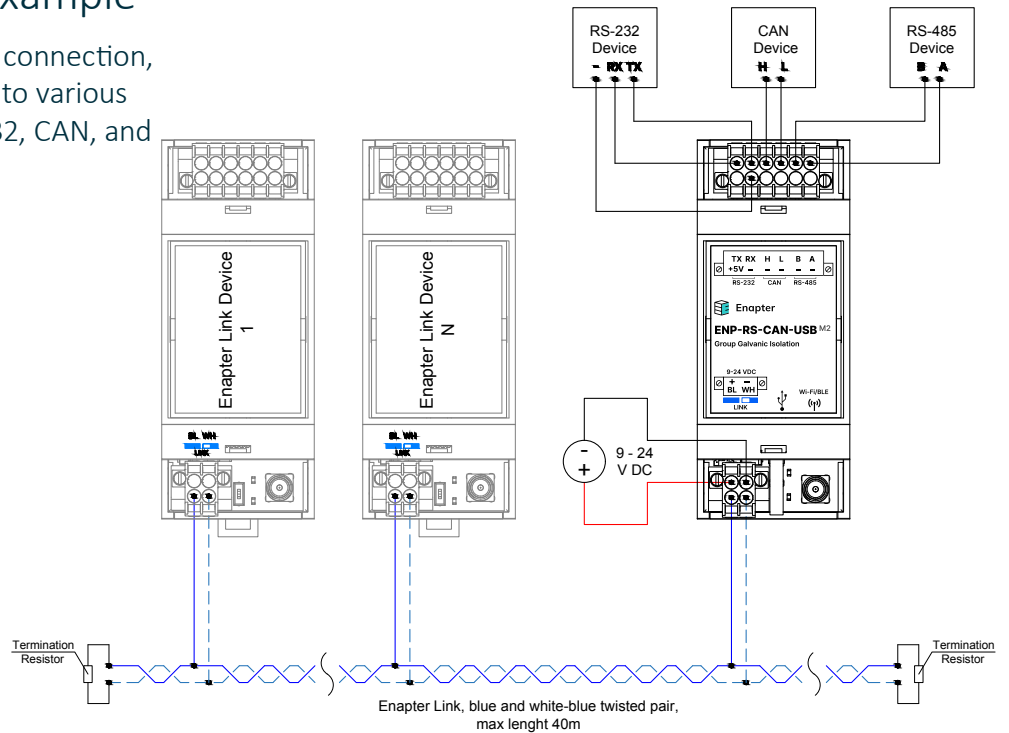 xample
connection,
to various
32, CAN, and
RS-232
Device
- RX TX
CAN
Device
H L
RS-485
Device
B A
Enapter Link Device
1
BL WH
LINK
Enapter Link Device
N
BL WH
LINK
TX RX H L B A
+5V - - - - -
RS-232 CAN RS-485
Enapter
ENP-RS-CAN-USB M2
Group Galvanic Isolation
9-24 VDC
+ -
BL WH
LINK
Wi-Fi/BLE
-
+
9 - 24
V DC
Termination
Resistor
Termination
Resistor
Enapter Link, blue and white-blue twisted pair,
max lenght 40m